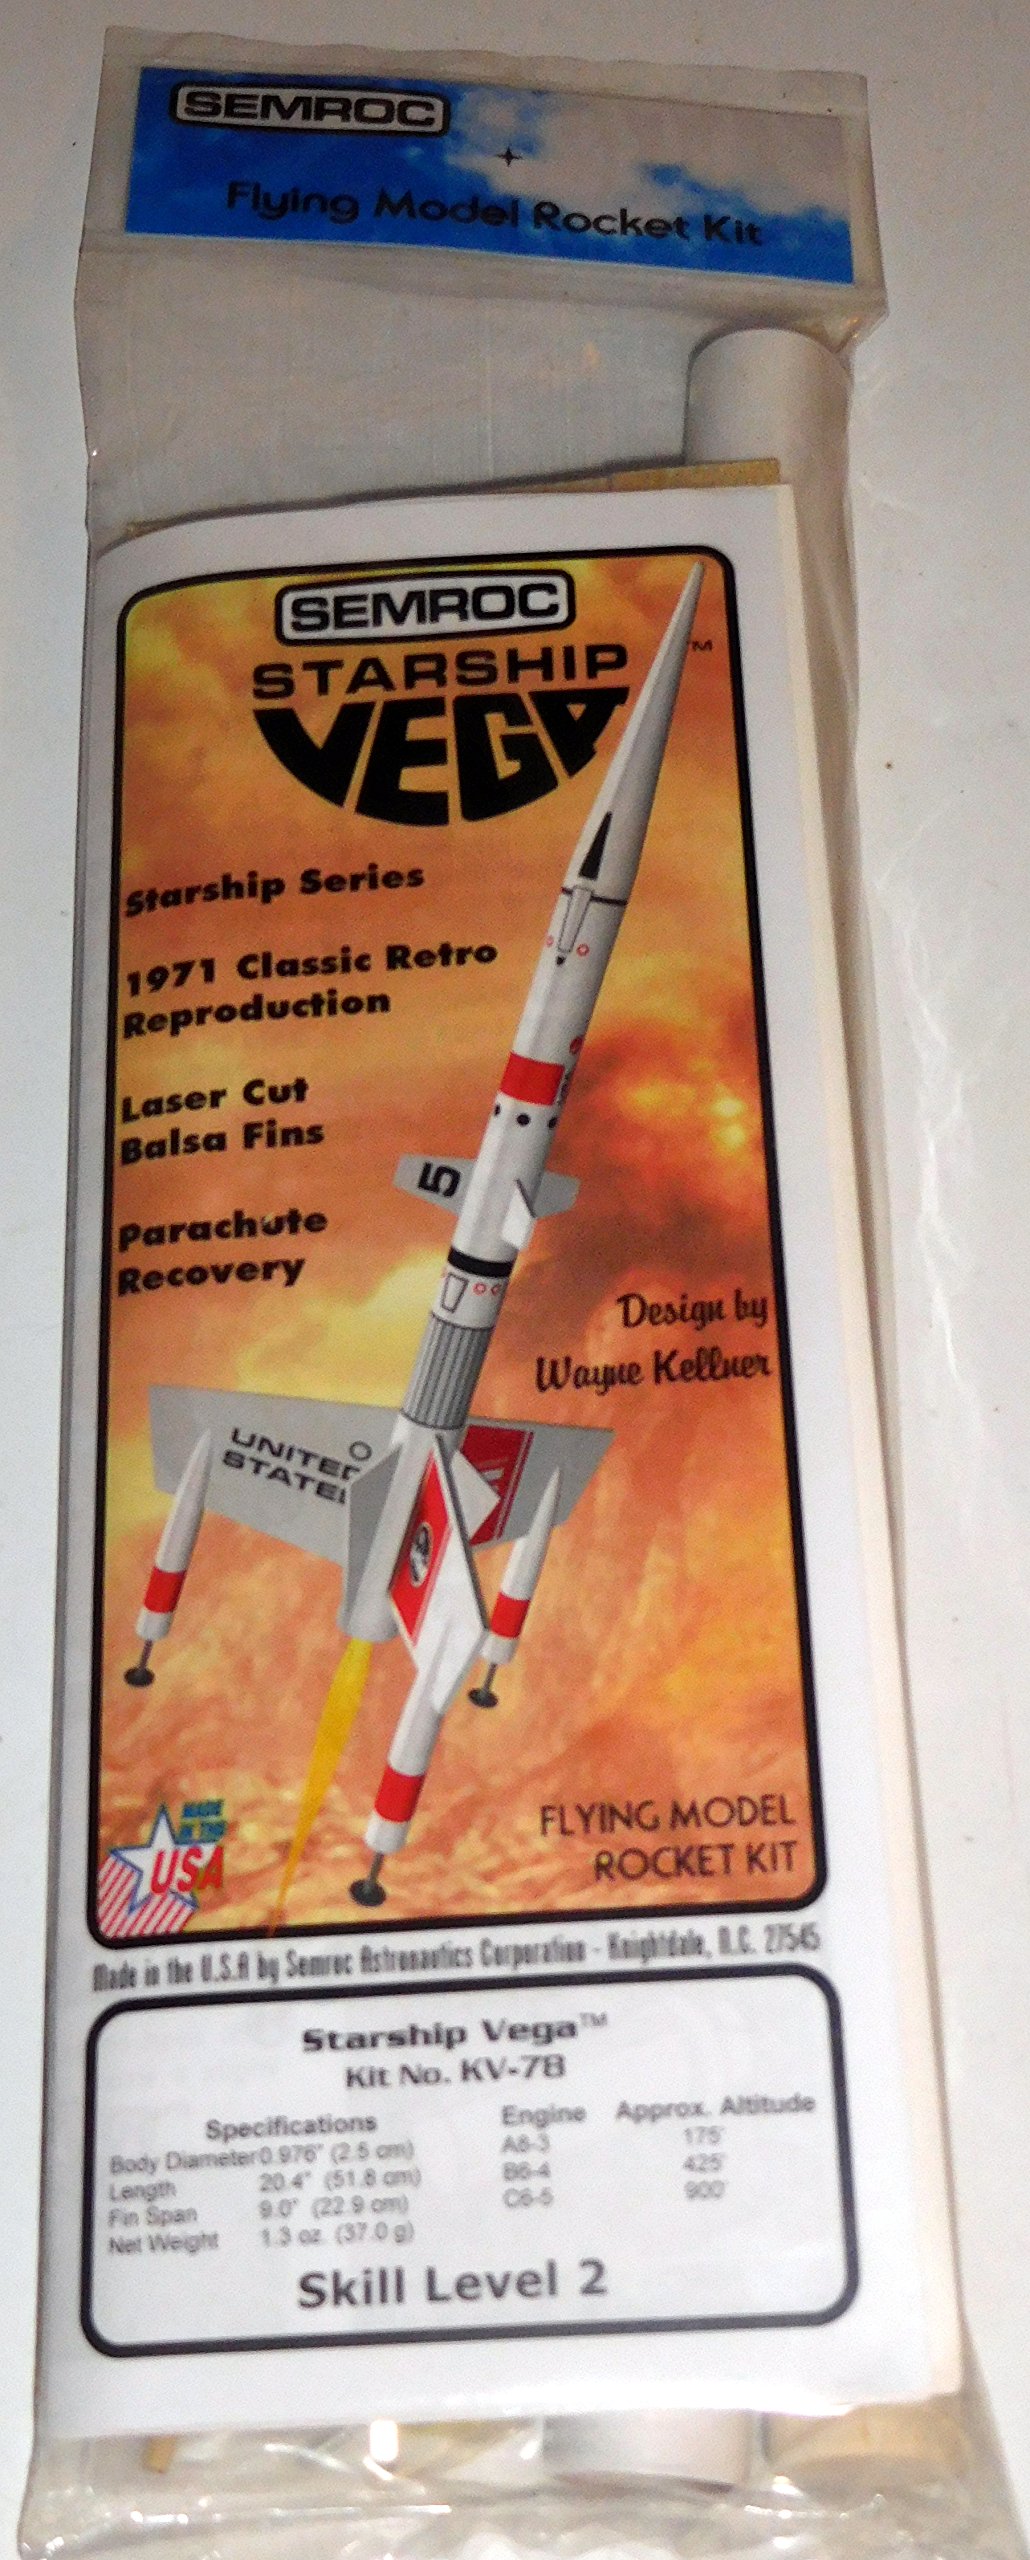 SEMROC
Flying Model Rocket Kit
SEMROC
STARSHIP
VEGA
TM
Starship Series
1971 Classic Retro
Reproduction
Laser Cut
Balsa Fins
Parachute
Recovery
5
Design by
Wayne Kellner
UNITED
STATE
MADE
IN THE
USA
FLYING MODEL
ROCKET KIT
Made in the U.S.A by Semroc Astronautics Corporation - Knightdale, N.C. 27545
Starship Vega™
Kit No. KV-78
Specifications
Body Diameter 0.976" (2.5 cm)
Length 20.4" (51.8 cm)
Fin Span 9.0" (22.9 cm)
Net Weight 1.3 oz. (37.0 g)
Engine Approx. Altitude
A8-3 175'
B6-4 425'
C6-5 900'
Skill Level 2